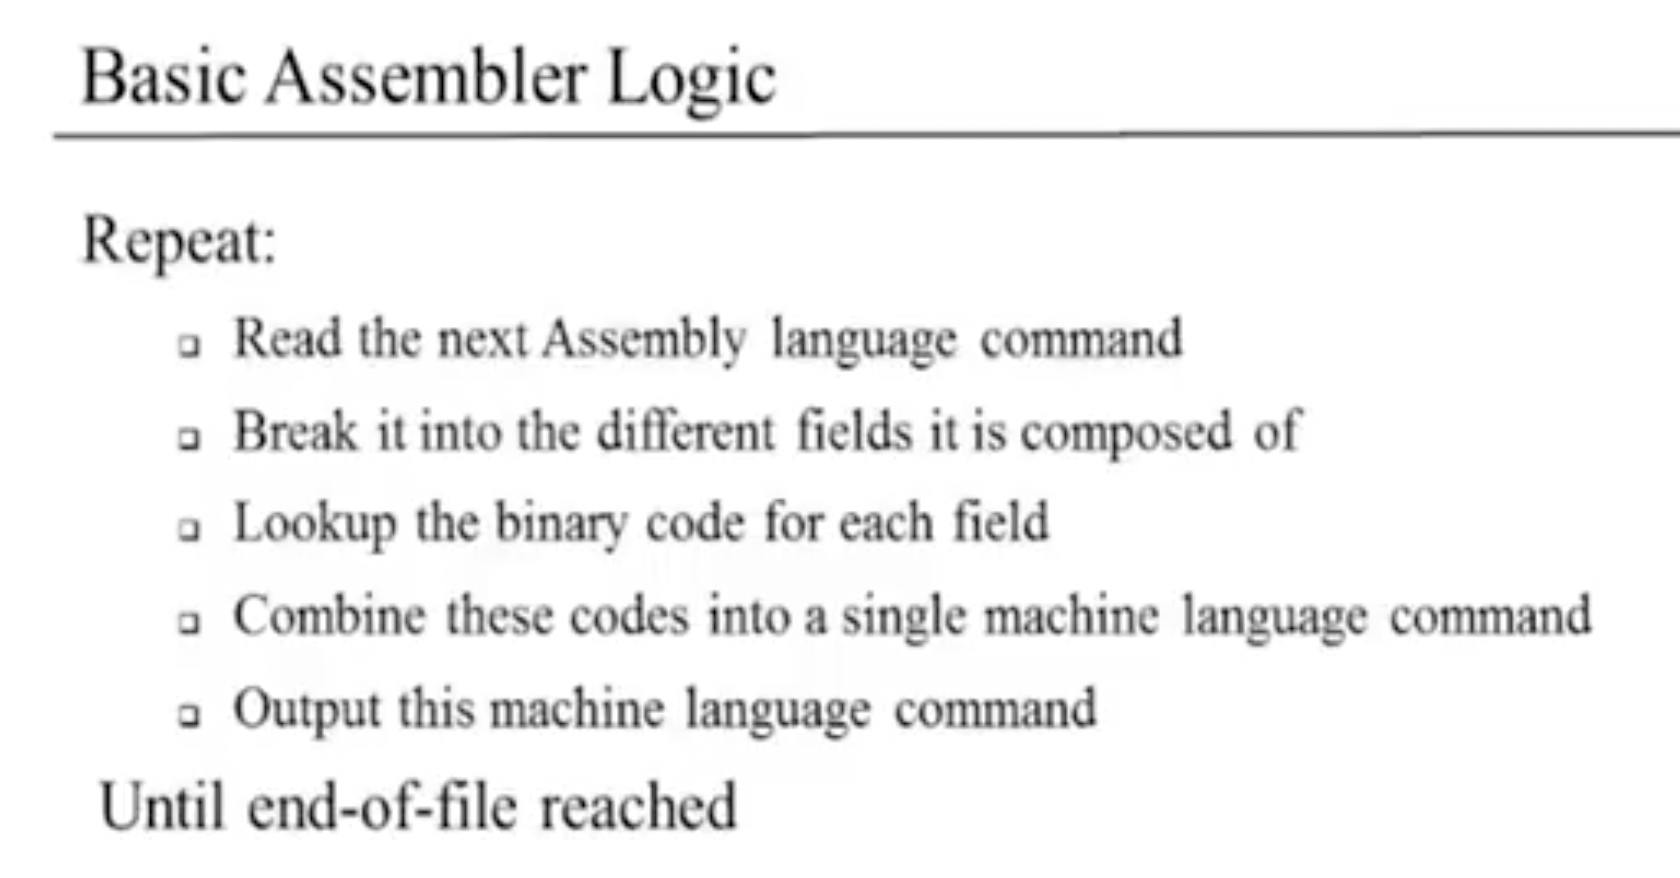 Basic Assembler Logic
Repeat:
❑ Read the next Assembly language command
❑ Break it into the different fields it is composed of
❑ Lookup the binary code for each field
❑ Combine these codes into a single machine language command
❑ Output this machine language command
Until end-of-file reached